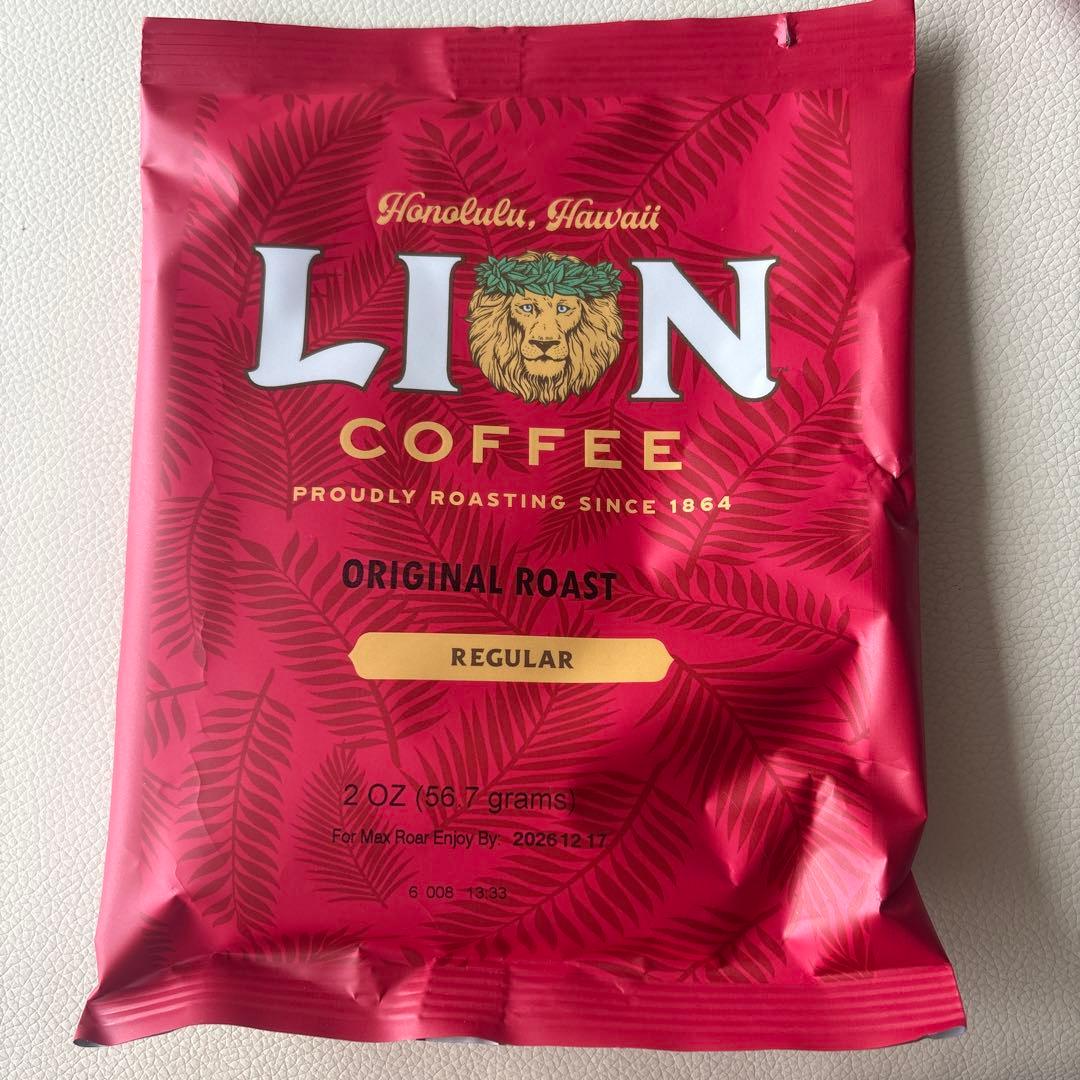 Honolulu, Hawaii
LION
COFFEE
PROUDLY ROASTING SINCE 1864
ORIGINAL ROAST
REGULAR
2 OZ (56.7 grams)
For Max Roar Enjoy By: 2026 12 17
6 008 13:33